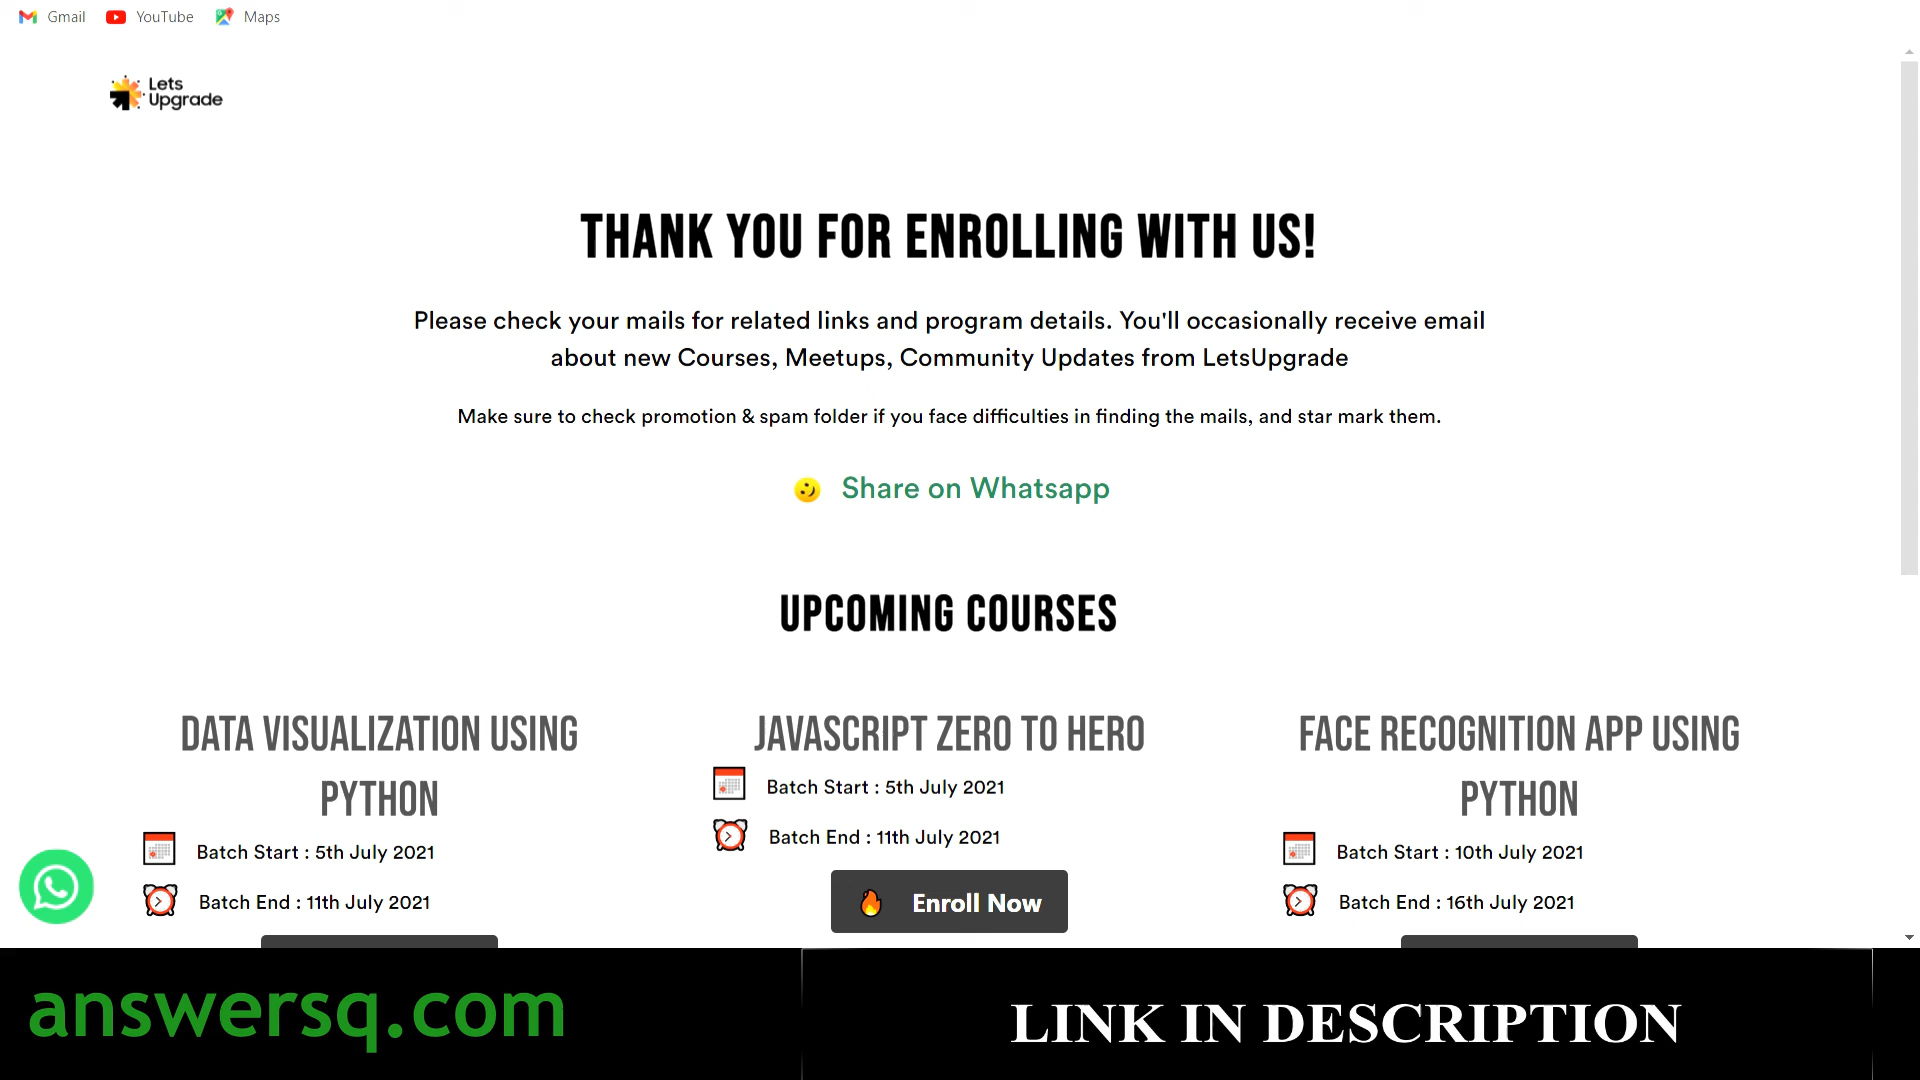 Gmail YouTube Maps
Lets
Upgrade
THANK YOU FOR ENROLLING WITH US!
Please check your mails for related links and program details. You'll occasionally receive email
about new Courses, Meetups, Community Updates from LetsUpgrade
Make sure to check promotion & spam folder if you face difficulties in finding the mails, and star mark them.
Share on Whatsapp
UPCOMING COURSES
DATA VISUALIZATION USING
PYTHON
Batch Start : 5th July 2021
Batch End : 11th July 2021
JAVASCRIPT ZERO TO HERO
Batch Start : 5th July 2021
Batch End : 11th July 2021
Enroll Now
FACE RECOGNITION APP USING
PYTHON
Batch Start : 10th July 2021
Batch End : 16th July 2021
answersq.com
LINK IN DESCRIPTION